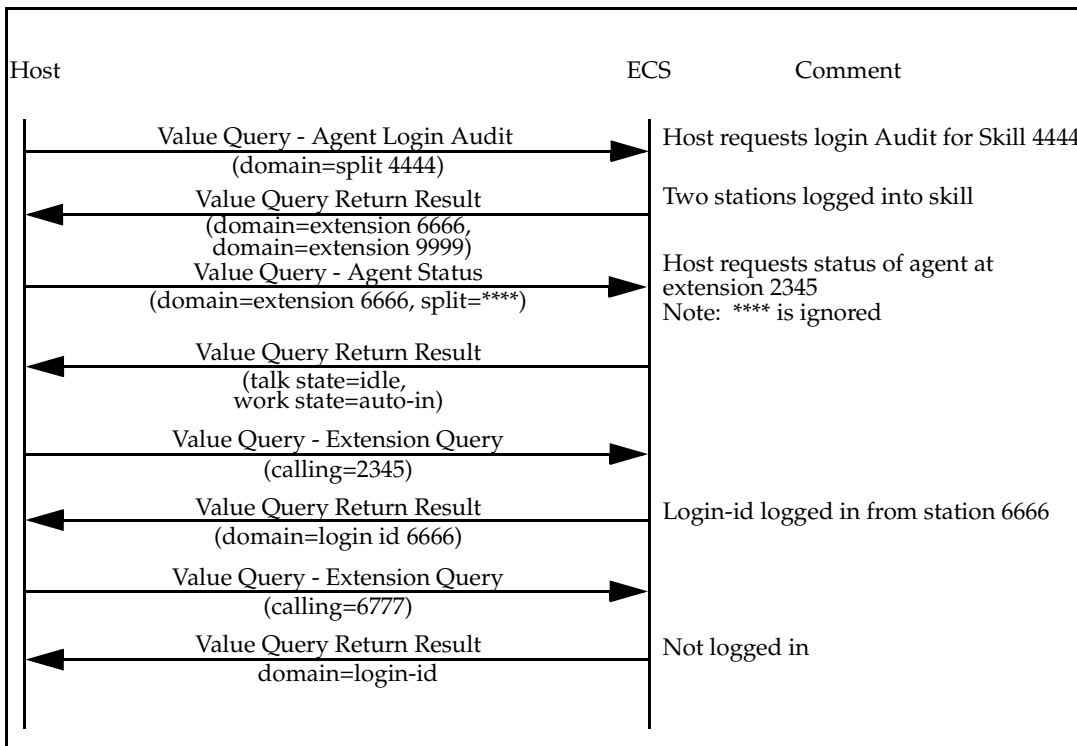 Host ECS Comment
Value Query - Agent Login Audit
(domain=split 4444)
Host requests login Audit for Skill 4444
Value Query Return Result
(domain=extension 6666,
domain=extension 9999)
Two stations logged into skill
Value Query - Agent Status
(domain=extension 6666, split=****)
Host requests status of agent at
extension 2345
Note: **** is ignored
Value Query Return Result
(talk state=idle,
work state=auto-in)
Value Query - Extension Query
(calling=2345)
Value Query Return Result
(domain=login id 6666)
Login-id logged in from station 6666
Value Query - Extension Query
(calling=6777)
Value Query Return Result
domain=login-id
Not logged in